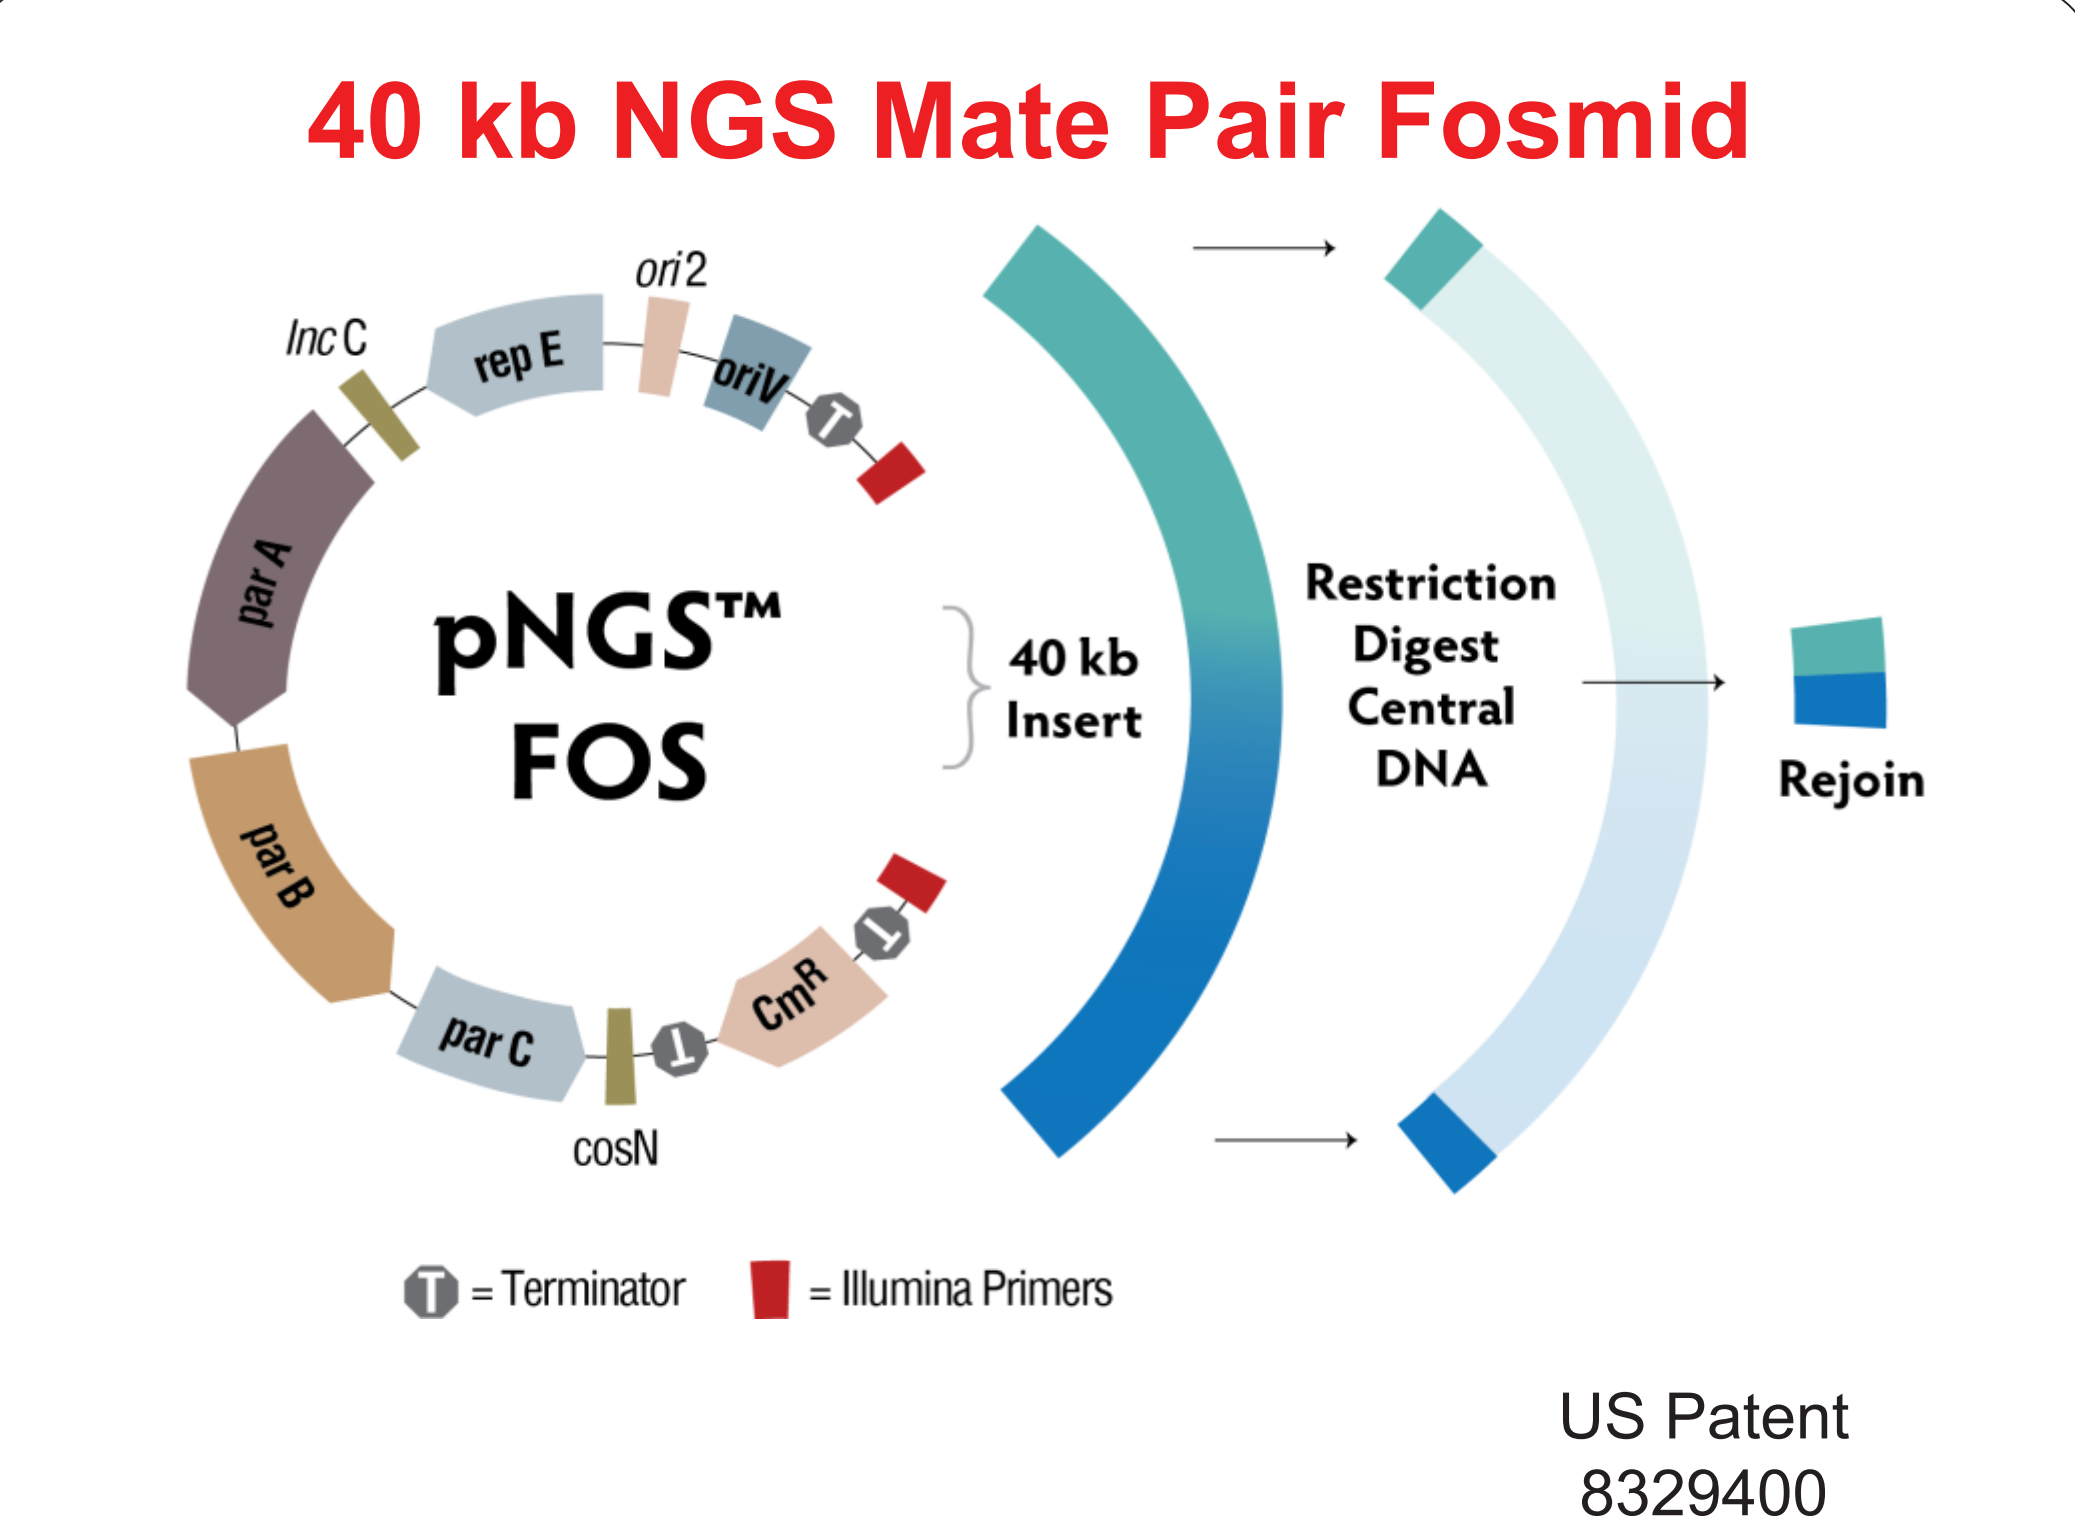 40 kb NGS Mate Pair Fosmid
ori2
Inc C
rep E
oriV
T
par A
pNGS™
FOS
40 kb
Insert
Restriction
Digest
Central
DNA
Rejoin
par B
T
CmR
par C
T
cosN
T = Terminator
= Illumina Primers
US Patent
8329400